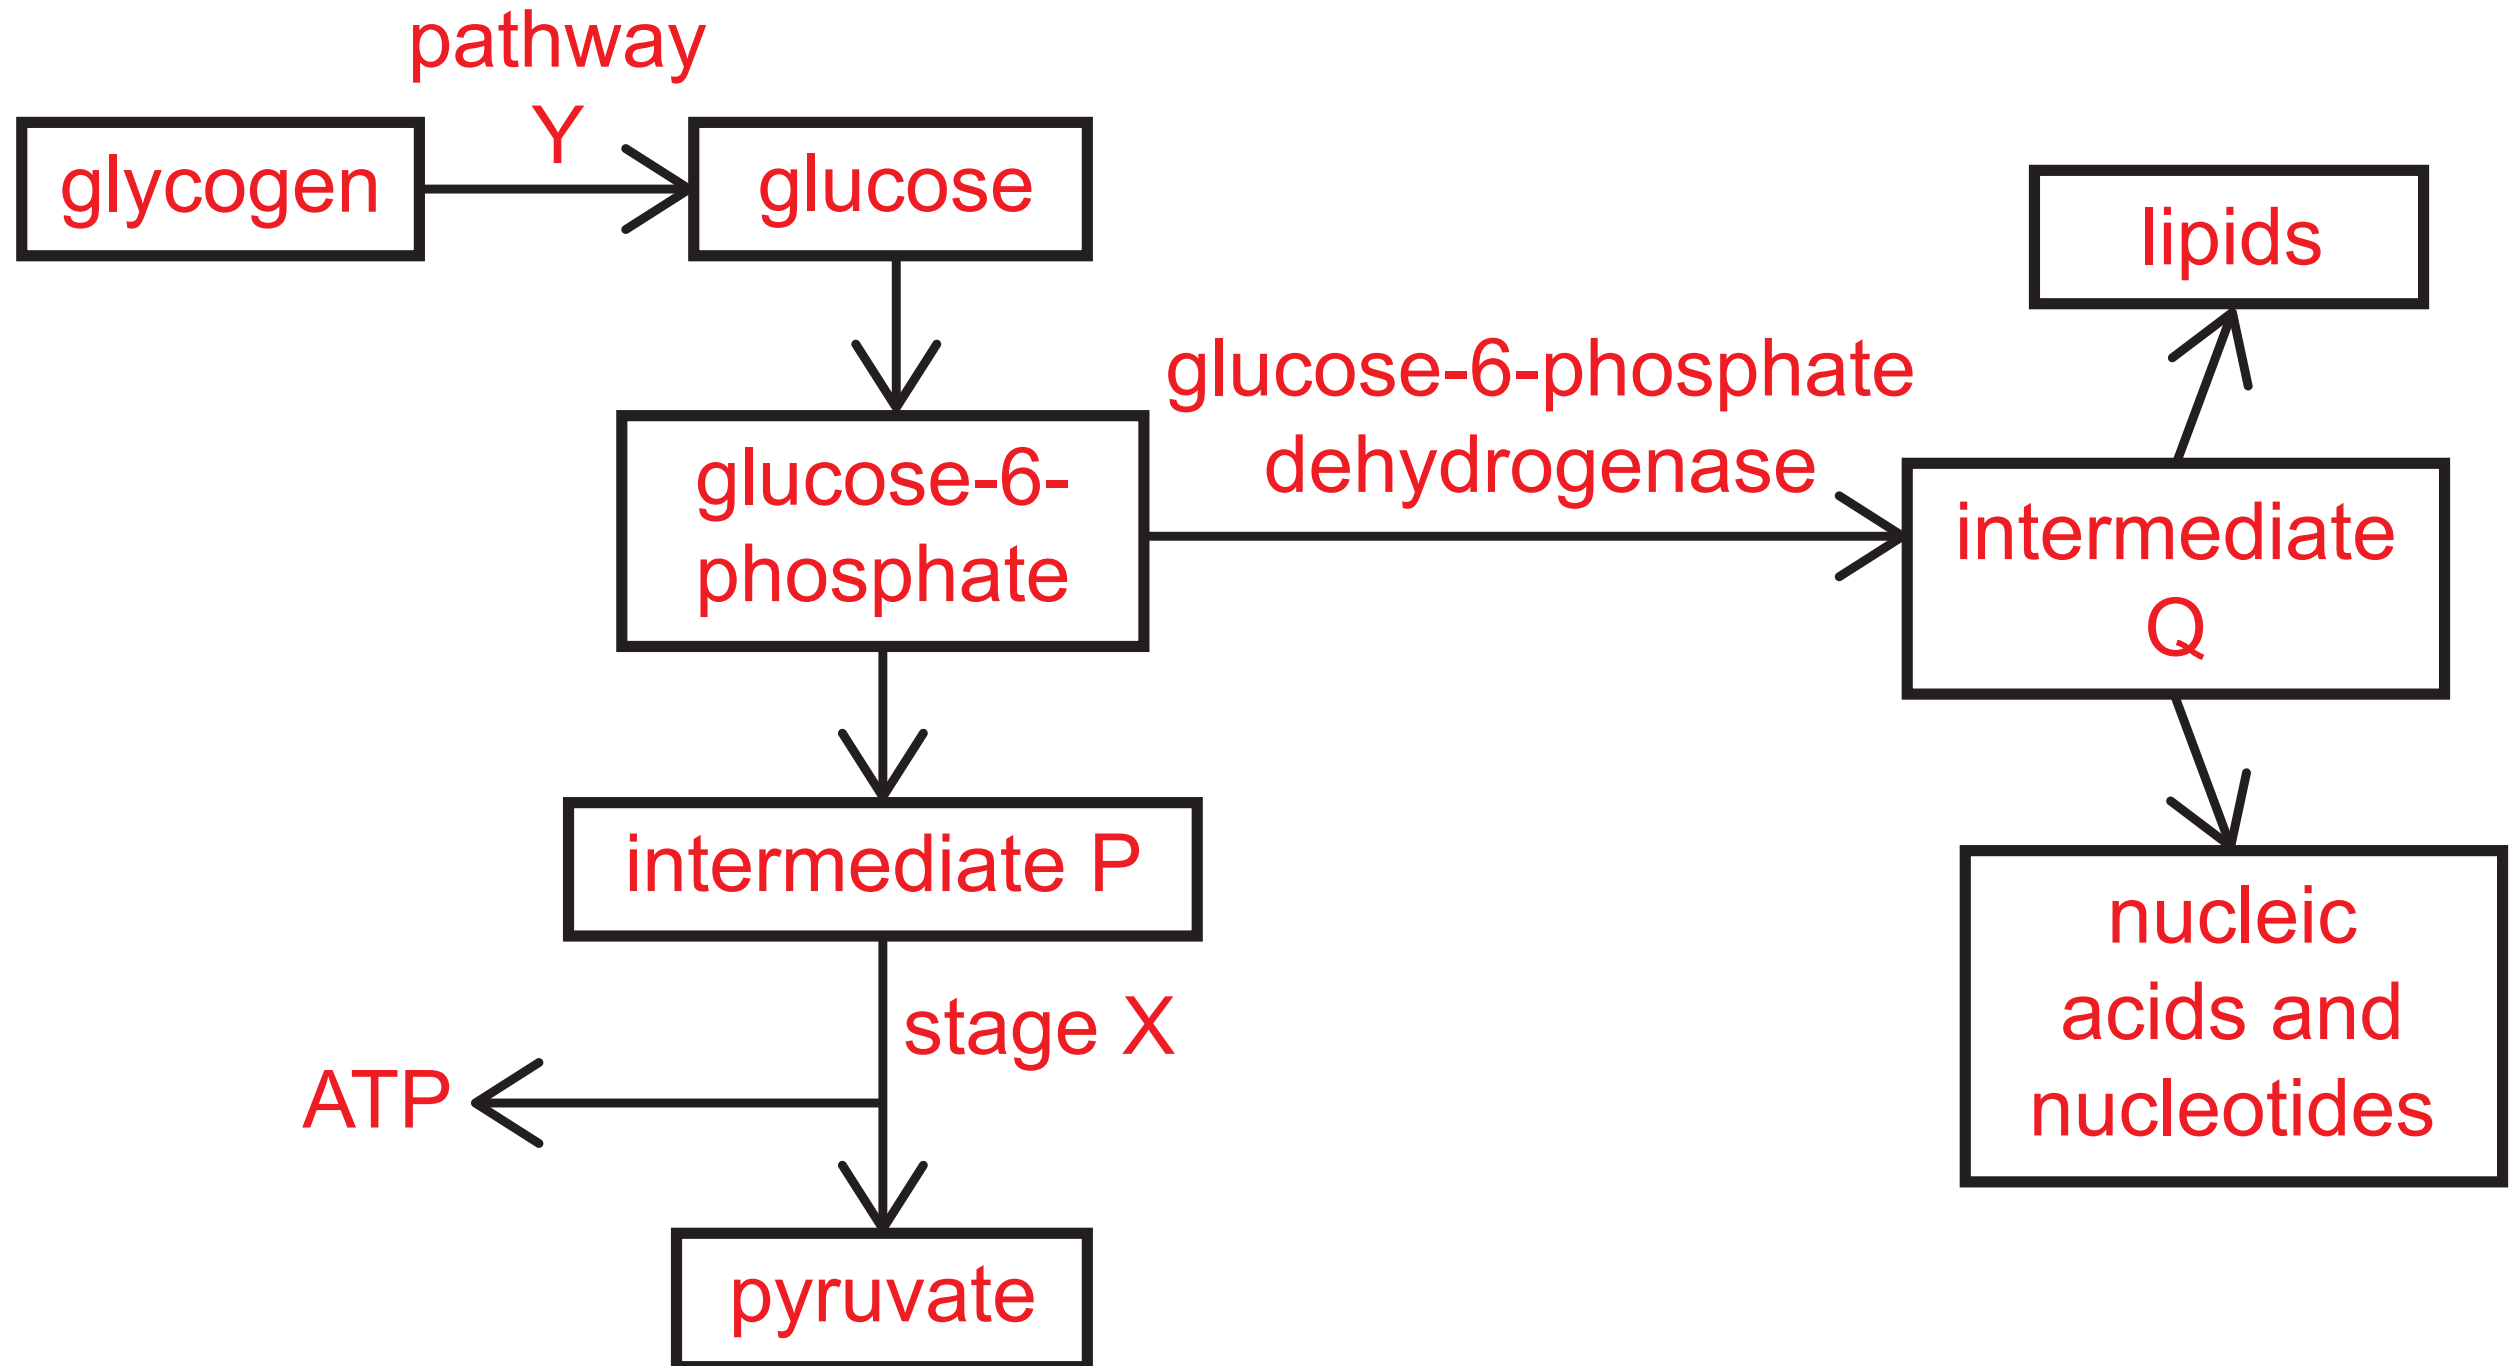 pathway
Y
glycogen
glucose
lipids
glucose-6-phosphate
dehydrogenase
glucose-6-
phosphate
intermediate
Q
intermediate P
nucleic
acids and
nucleotides
stage X
ATP
pyruvate